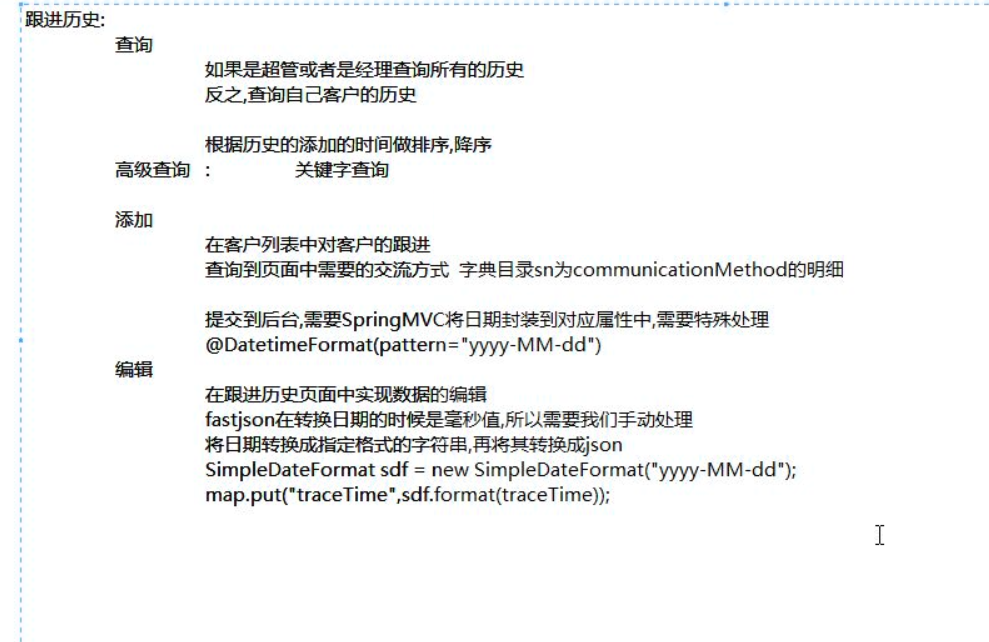 跟进历史:
查询
如果是超管或者是经理查询所有的历史
反之,查询自己客户的历史
根据历史的添加的时间做排序,降序
高级查询 : 关键字查询
添加
在客户列表中对客户的跟进
查询到页面中需要的交流方式 字典目录sn为communicationMethod的明细
提交到后台,需要SpringMVC将日期封装到对应属性中,需要特殊处理
@DatetimeFormat(pattern="yyyy-MM-dd")
编辑
在跟进历史页面中实现数据的编辑
fastjson在转换日期的时候是毫秒值,所以需要我们手动处理
将日期转换成指定格式的字符串,再将其转换成json
SimpleDateFormat sdf = new SimpleDateFormat("yyyy-MM-dd");
map.put("traceTime",sdf.format(traceTime));